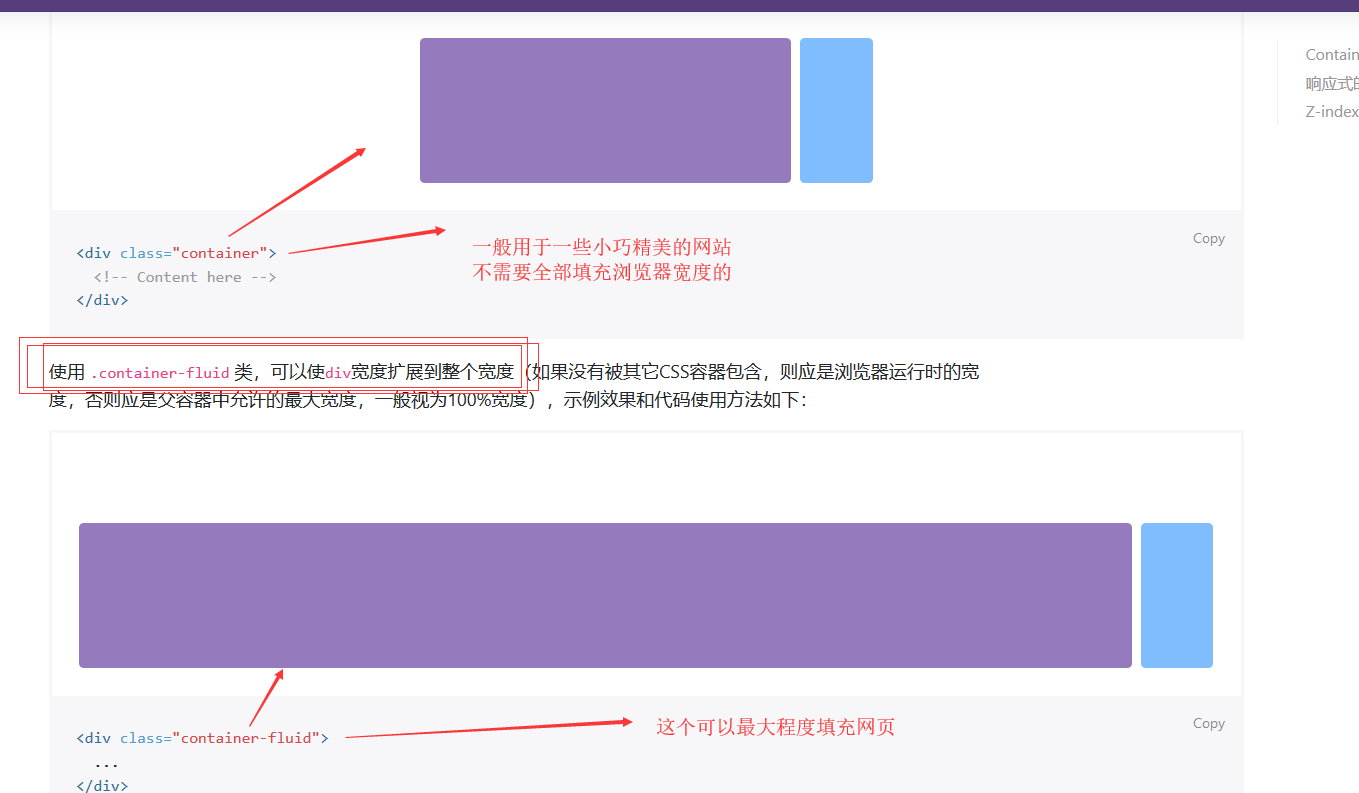 Contain
响应式的
Z-index
<div class="container">
<!-- Content here -->
</div>
Copy
一般用于一些小巧精美的网站
不需要全部填充浏览器宽度的
使用 .container-fluid 类，可以使div宽度扩展到整个宽度（如果没有被其它CSS容器包含，则应是浏览器运行时的宽
度，否则应是父容器中允许的最大宽度，一般视为100%宽度），示例效果和代码使用方法如下：
<div class="container-fluid">
...
</div>
Copy
这个可以最大程度填充网页